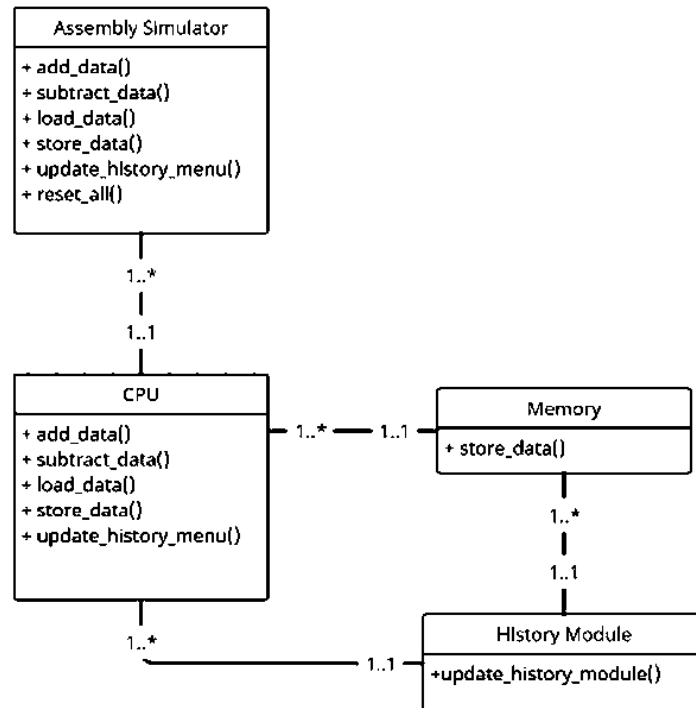 Assembly Simulator
+ add_data()
+ subtract_data()
+ load_data()
+ store_data()
+ update_hIstory_menu()
+ reset_all()
1..*
1..1
CPU
+ add_data()
+ subtract_data()
+ load_data()
+ store_data()
+ update_history_menu()
1..*
1..1
Memory
+ store_data()
1..*
1..1
1..*
1..1
HIstory Module
+update_history_module()